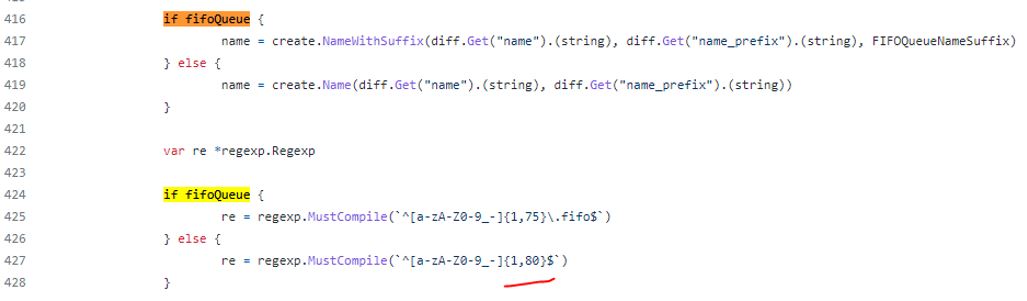 416 if fifoQueue {
417 name = create.NameWithSuffix(diff.Get("name").(string), diff.Get("name_prefix").(string), FIFOQueueNameSuffix)
418 } else {
419 name = create.Name(diff.Get("name").(string), diff.Get("name_prefix").(string))
420 }
421
422 var re *regexp.Regexp
423
424 if fifoQueue {
425 re = regexp.MustCompile(`^[a-zA-Z0-9_-]{1,75}\.fifo$`)
426 } else {
427 re = regexp.MustCompile(`^[a-zA-Z0-9_-]{1,80}$`)
428 }